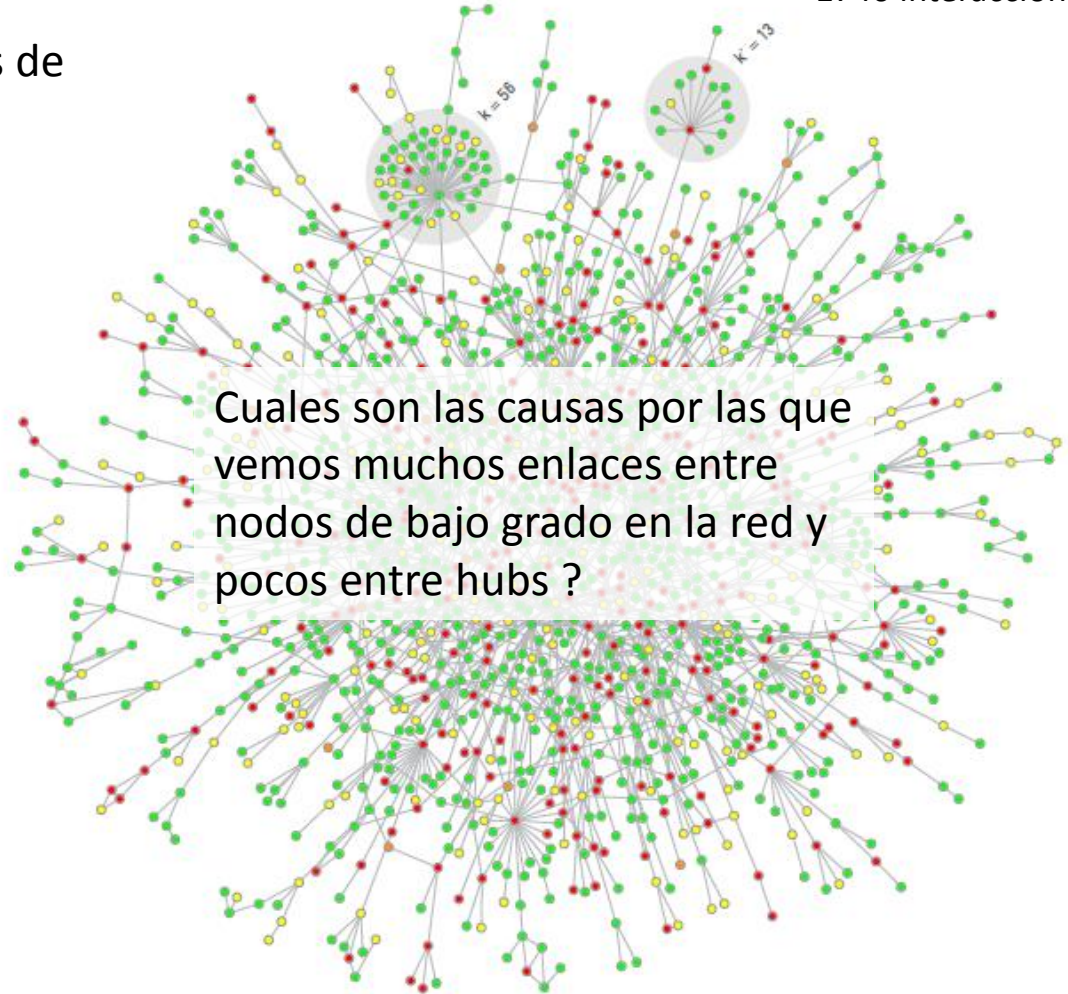 s de
k = 56
k' = 13
Cuales son las causas por las que
vemos muchos enlaces entre
nodos de bajo grado en la red y
pocos entre hubs ?